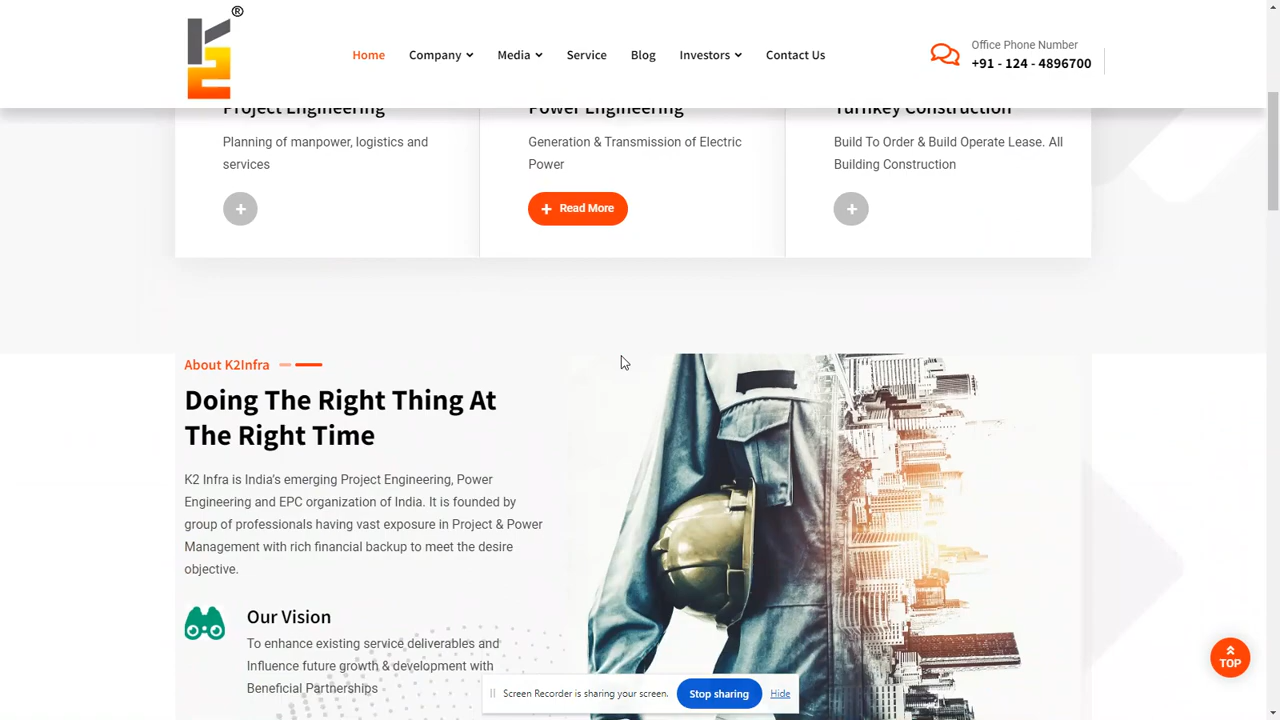 ®
K2
Home
Company
Media
Service
Blog
Investors
Contact Us
Office Phone Number
+91 - 124 - 4896700
Project Engineering
Power Engineering
Turnkey Construction
Planning of manpower, logistics and
services
Generation & Transmission of Electric
Power
Build To Order & Build Operate Lease. All
Building Construction
+
+ Read More
+
About K2Infra
Doing The Right Thing At
The Right Time
K2 Infra is India's emerging Project Engineering, Power
Engineering and EPC organization of India. It is founded by
group of professionals having vast exposure in Project & Power
Management with rich financial backup to meet the desire
objective.
Our Vision
To enhance existing service deliverables and
Influence future growth & development with
Beneficial Partnerships
TOP
Screen Recorder is sharing your screen.
Stop sharing
Hide